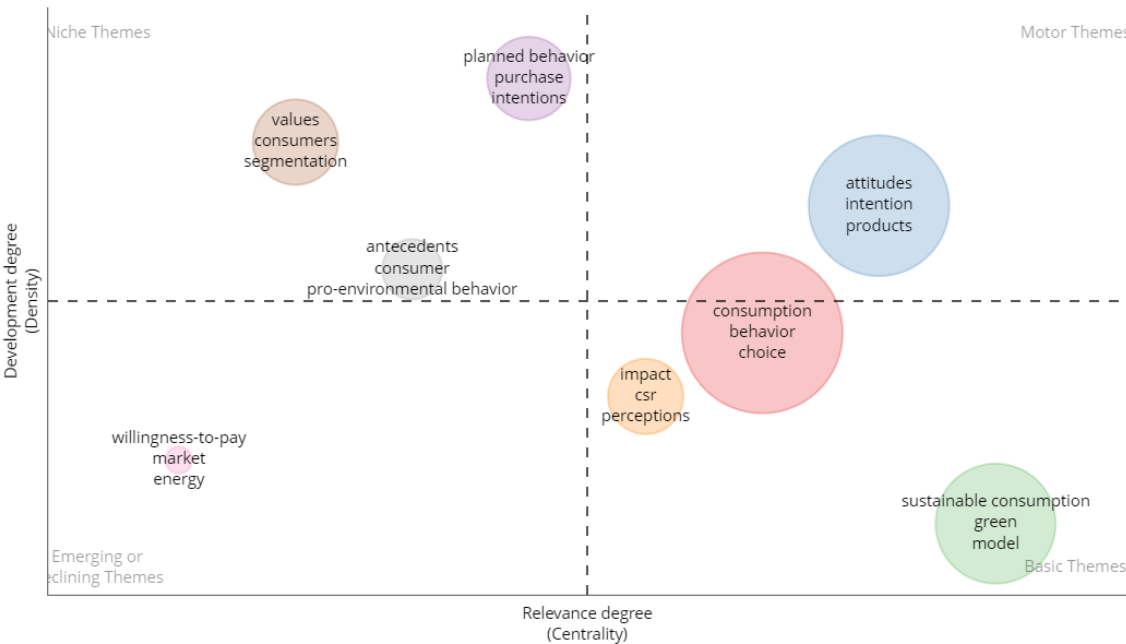 Niche Themes
Motor Themes
planned behavior
purchase
intentions
values
consumers
segmentation
attitudes
intention
products
antecedents
consumer
pro-environmental behavior
consumption
behavior
choice
impact
csr
perceptions
willingness-to-pay
market
energy
sustainable consumption
green
model
Emerging or
eclining Themes
Basic Themes
Development degree
(Density)
Relevance degree
(Centrality)